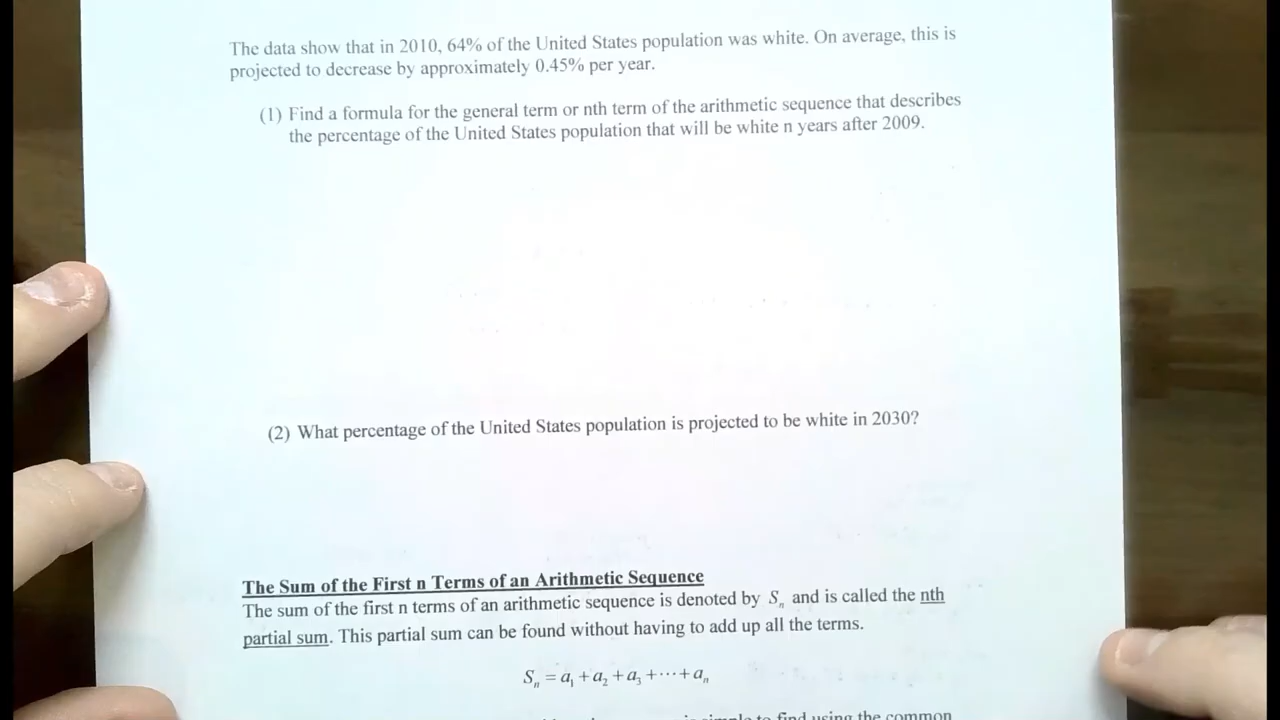 The data show that in 2010, 64% of the United States population was white. On average, this is
projected to decrease by approximately 0.45% per year.
(1) Find a formula for the general term or nth term of the arithmetic sequence that describes
the percentage of the United States population that will be white n years after 2009.
(2) What percentage of the United States population is projected to be white in 2030?
The Sum of the First n Terms of an Arithmetic Sequence
The sum of the first n terms of an arithmetic sequence is denoted by Sₙ and is called the nth
partial sum. This partial sum can be found without having to add up all the terms.
Sₙ = a₁ + a₂ + a₃ + ⋯ + aₙ
to find using the common